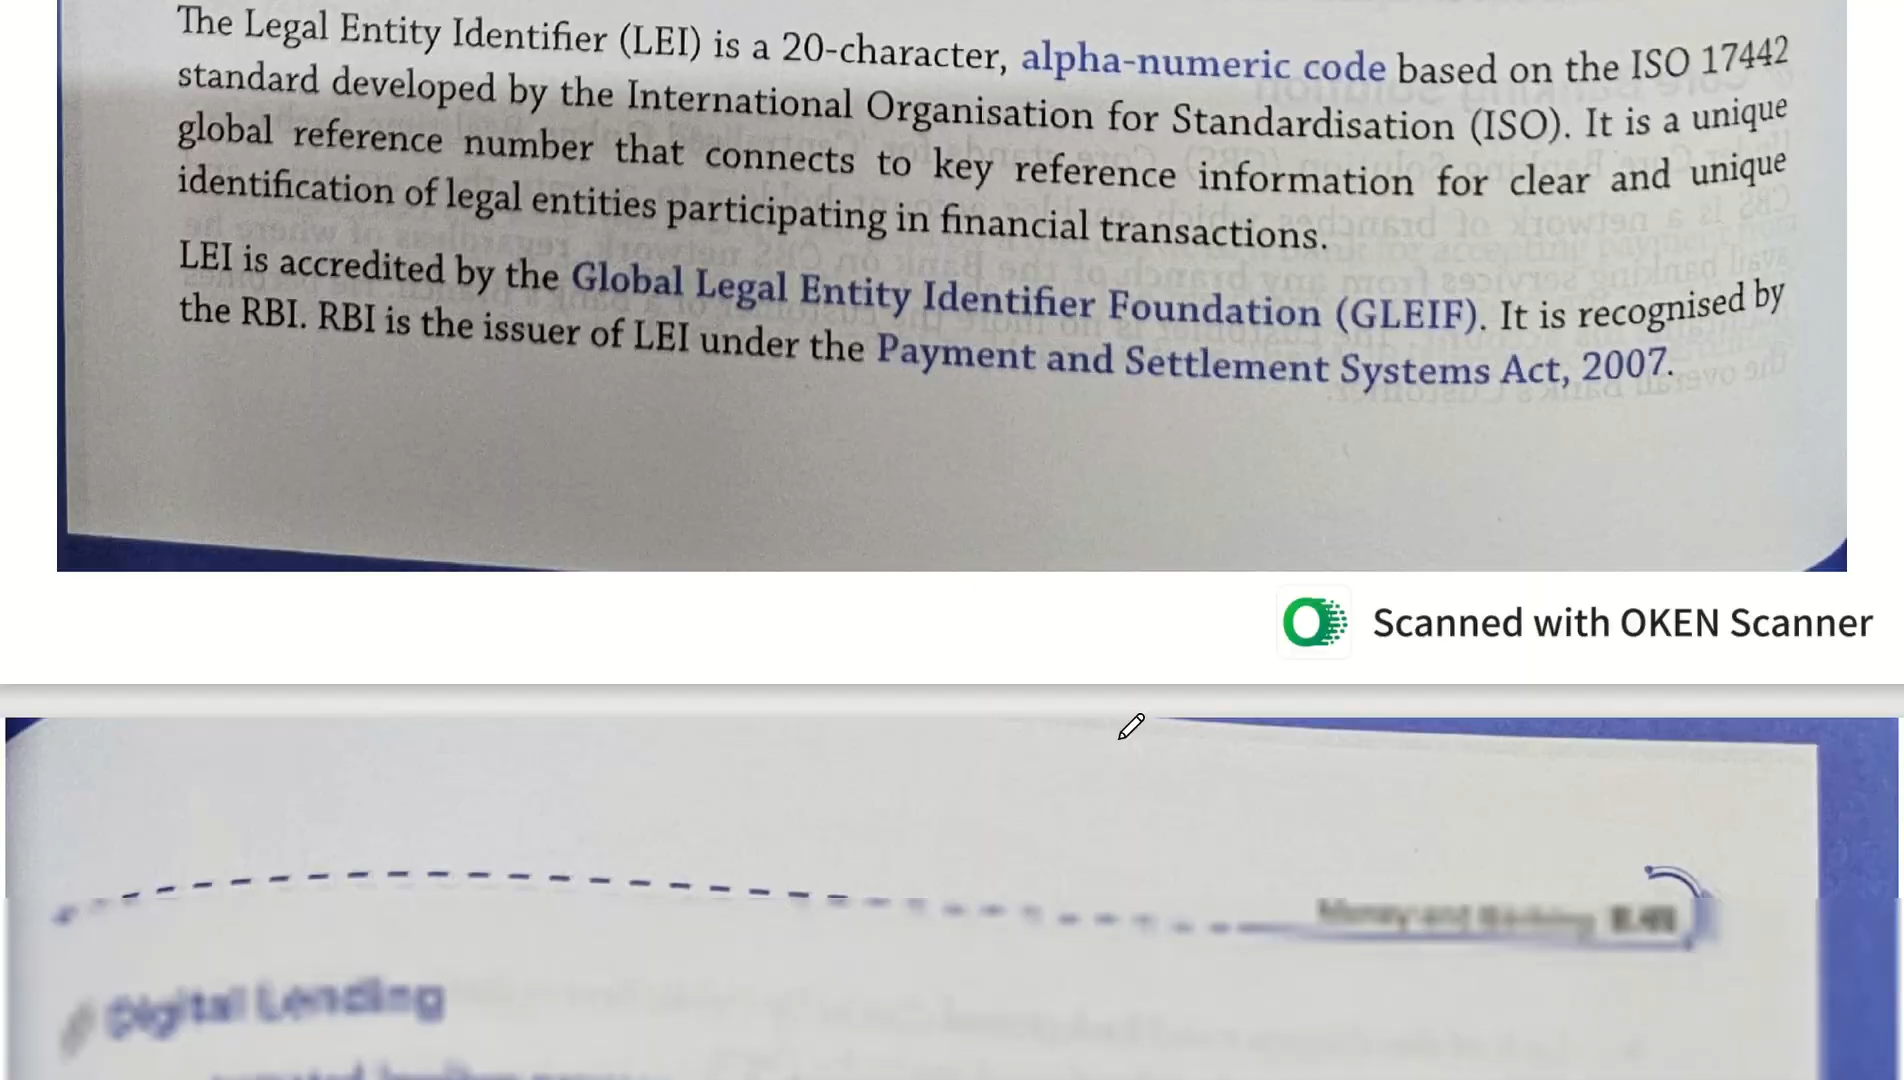 The Legal Entity Identifier (LEI) is a 20-character, alpha-numeric code based on the ISO 17442
standard developed by the International Organisation for Standardisation (ISO). It is a unique
global reference number that connects to key reference information for clear and unique
identification of legal entities participating in financial transactions.
LEI is accredited by the Global Legal Entity Identifier Foundation (GLEIF). It is recognised by
the RBI. RBI is the issuer of LEI under the Payment and Settlement Systems Act, 2007.
Scanned with OKEN Scanner
Money and Banking
Digital Lending